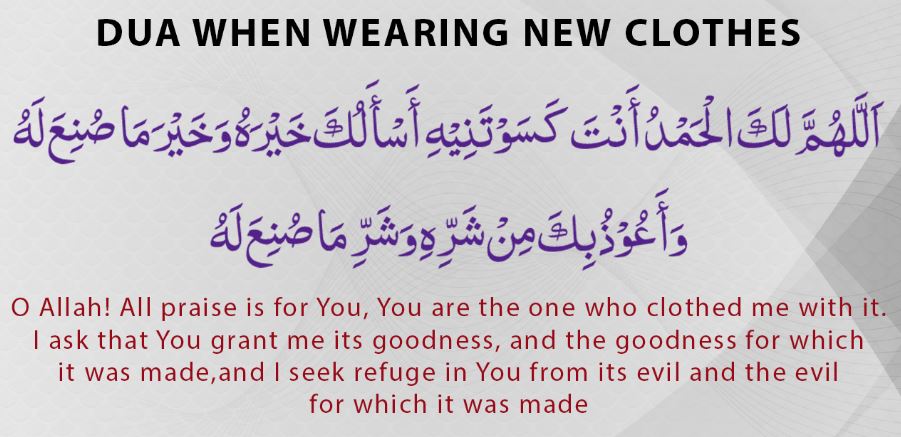 DUA WHEN WEARING NEW CLOTHES
اَللَّهُمَّ لَكَ الْحَمْدُ أَنْتَ كَسَوْتَنِيْهِ أَسْأَلُكَ خَيْرَهُ وَخَيْرَ مَا صُنِعَ لَهُ
وَأَعُوْذُ بِكَ مِنْ شَرِّهِ وَشَرِّ مَا صُنِعَ لَهُ
O Allah! All praise is for You, You are the one who clothed me with it.
I ask that You grant me its goodness, and the goodness for which
it was made,and I seek refuge in You from its evil and the evil
for which it was made